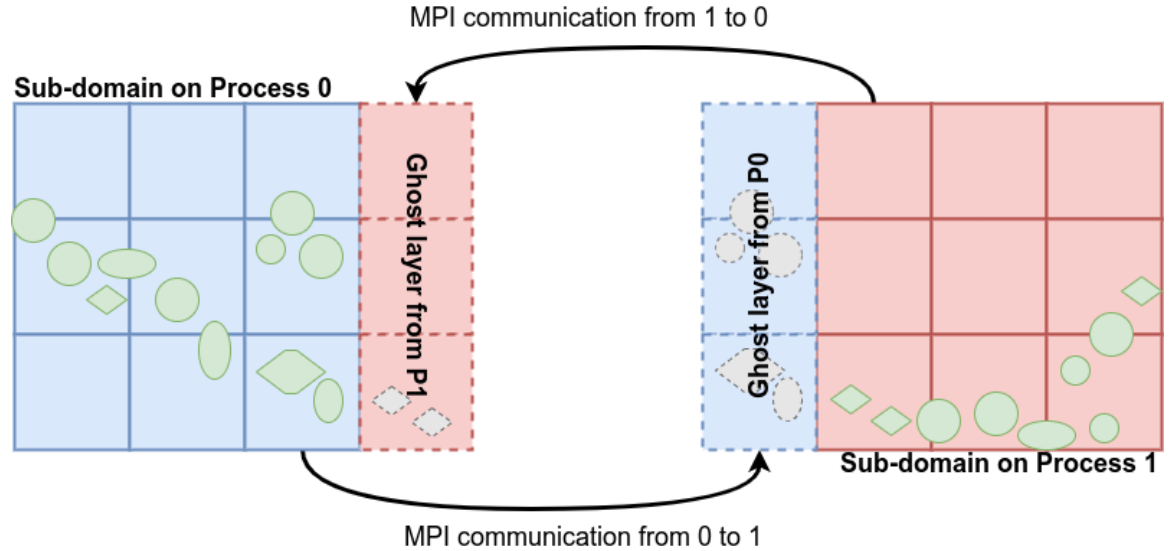 MPI communication from 1 to 0
Sub-domain on Process 0
Ghost layer from P1
Ghost layer from P0
Sub-domain on Process 1
MPI communication from 0 to 1